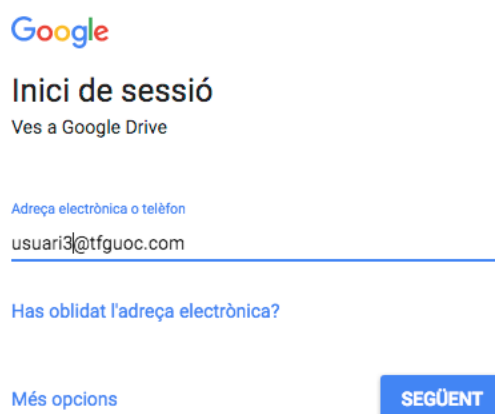 Google
Inici de sessió
Ves a Google Drive
Adreça electrònica o telèfon
usuari3@tfguoc.com
Has oblidat l'adreça electrònica?
Més opcions
SEGÜENT